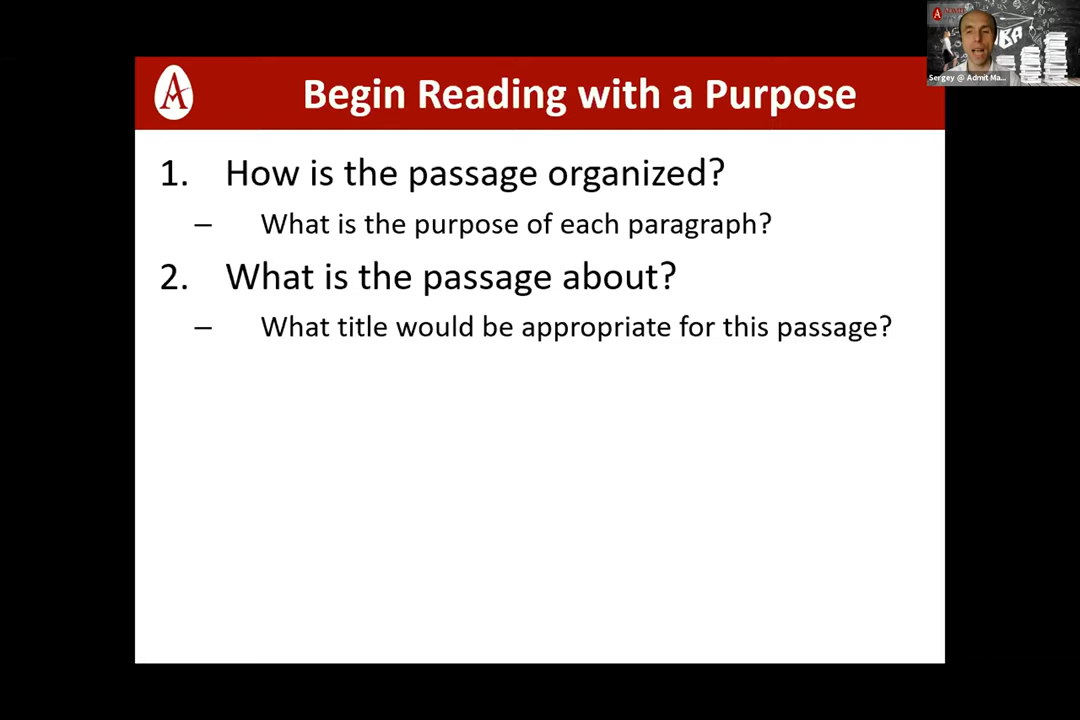 Begin Reading with a Purpose
1. How is the passage organized?
– What is the purpose of each paragraph?
2. What is the passage about?
– What title would be appropriate for this passage?
Sergey @ Admit Ma...